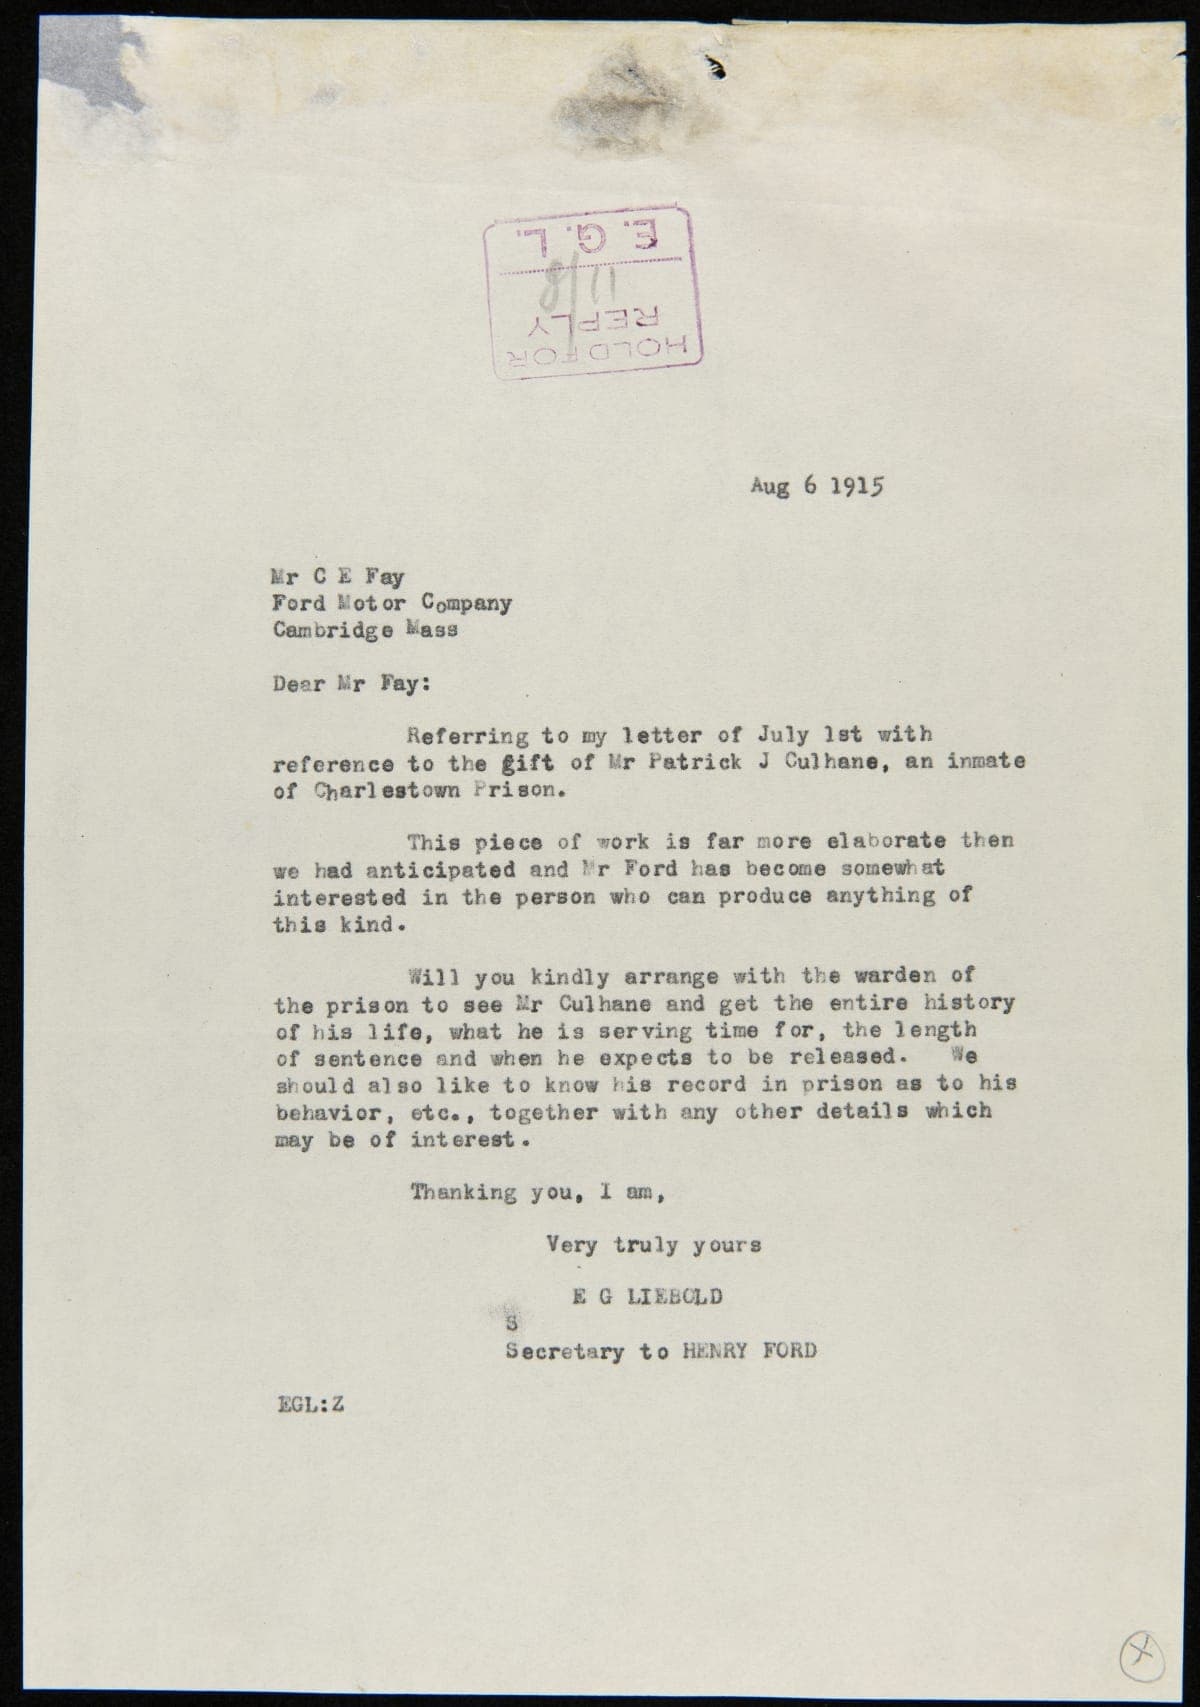 HOLD FOR
REPLY
8/11
E. G. L.
Aug 6 1915
Mr C E Fay
Ford Motor Company
Cambridge Mass
Dear Mr Fay:
Referring to my letter of July 1st with
reference to the gift of Mr Patrick J Culhane, an inmate
of Charlestown Prison.
This piece of work is far more elaborate then
we had anticipated and Mr Ford has become somewhat
interested in the person who can produce anything of
this kind.
Will you kindly arrange with the warden of
the prison to see Mr Culhane and get the entire history
of his life, what he is serving time for, the length
of sentence and when he expects to be released. We
should also like to know his record in prison as to his
behavior, etc., together with any other details which
may be of interest.
Thanking you, I am,
Very truly yours
E G LIEBOLD
S
Secretary to HENRY FORD
EGL:Z
X